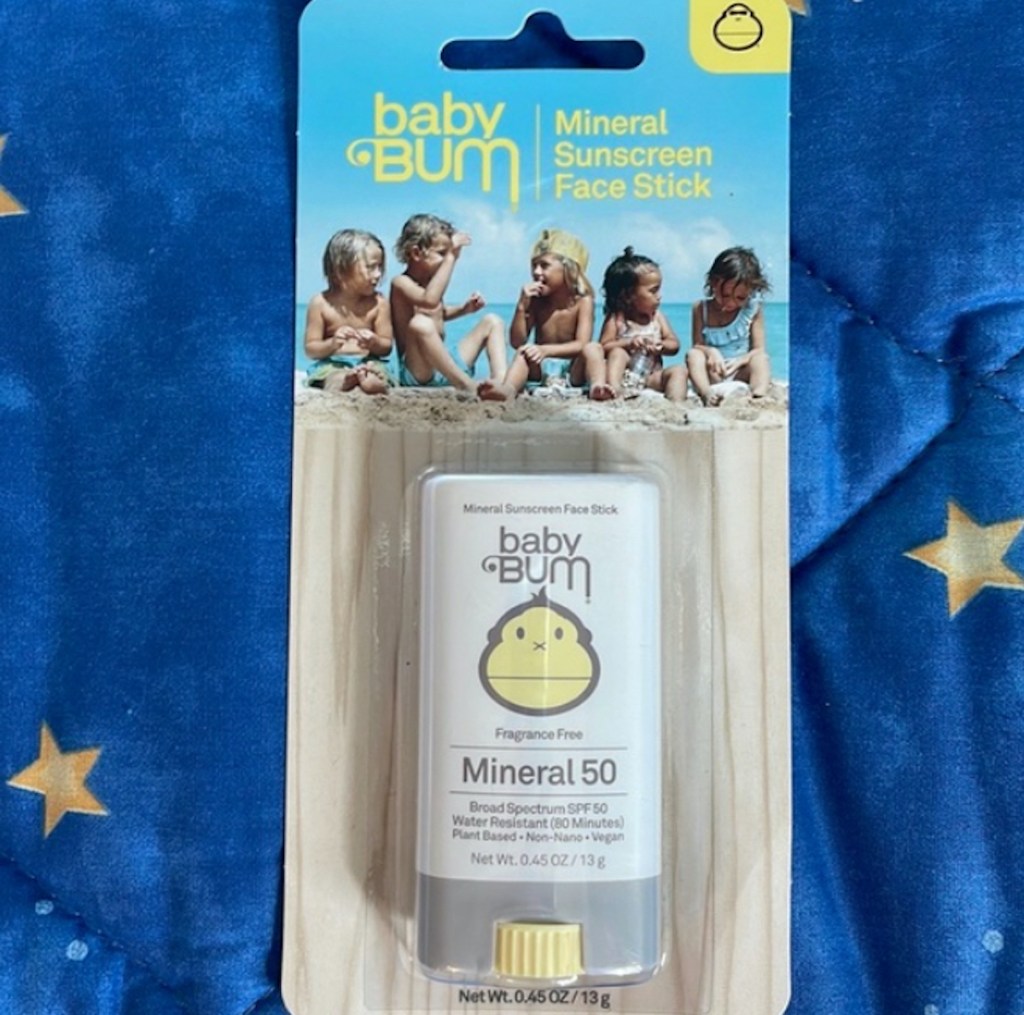 baby
BUM
Mineral
Sunscreen
Face Stick
Mineral Sunscreen Face Stick
baby
BUM
Fragrance Free
Mineral 50
Broad Spectrum SPF 50
Water Resistant (80 Minutes)
Plant Based • Non-Nano • Vegan
Net Wt. 0.45 OZ / 13 g
Net Wt. 0.45 OZ / 13 g